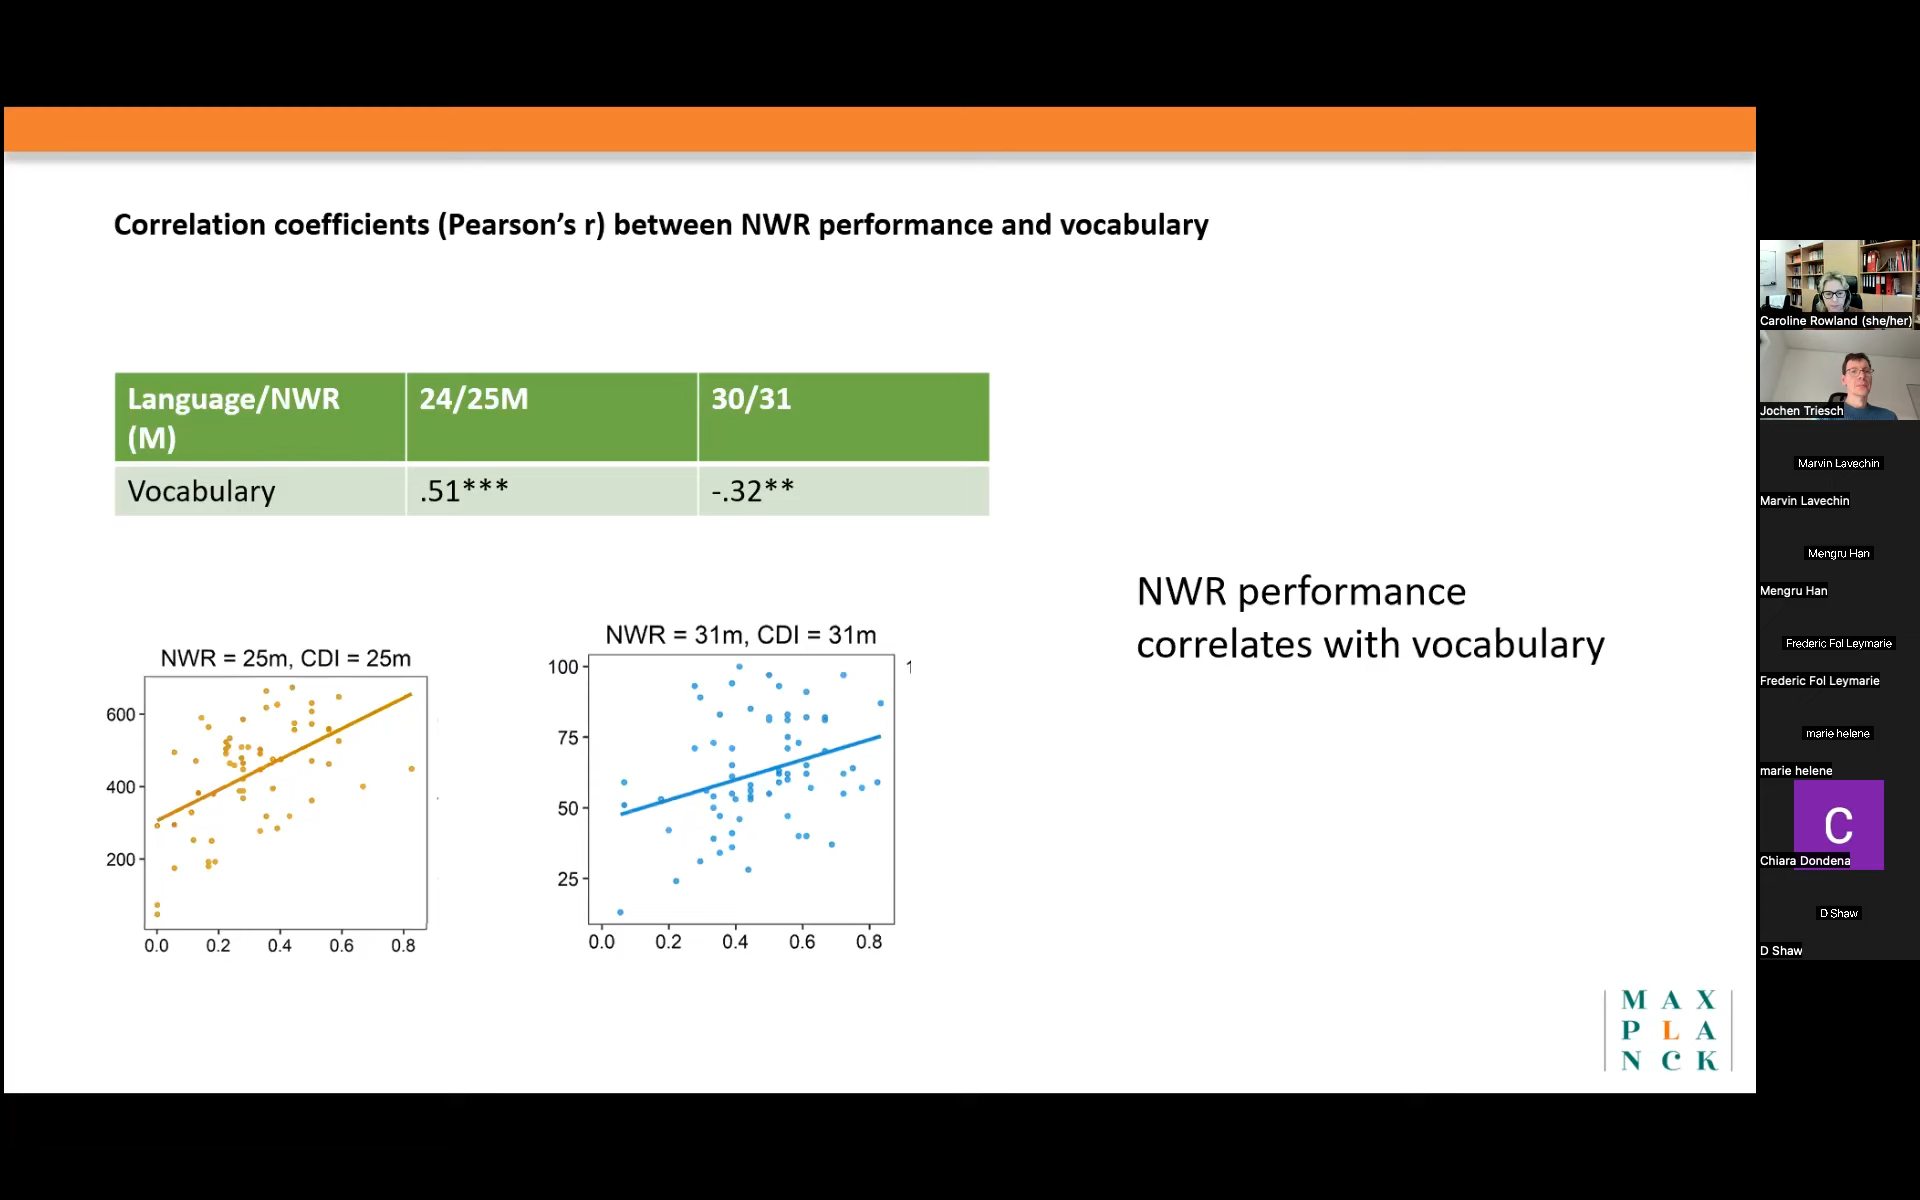 Correlation coefficients (Pearson's r) between NWR performance and vocabulary
Language/NWR
(M)
24/25M
30/31
Vocabulary
.51***
-.32**
NWR performance
correlates with vocabulary
NWR = 25m, CDI = 25m
600
400
200
0.0 0.2 0.4 0.6 0.8
NWR = 31m, CDI = 31m
100
75
50
25
0.0 0.2 0.4 0.6 0.8
MAX
PLA
NCK
Caroline Rowland (she/her)
Jochen Triesch
Marvin Lavechin
Marvin Lavechin
Mengru Han
Mengru Han
Frederic Fol Leymarie
Frederic Fol Leymarie
marie helene
marie helene
C
Chiara Dondena
D Shaw
D Shaw